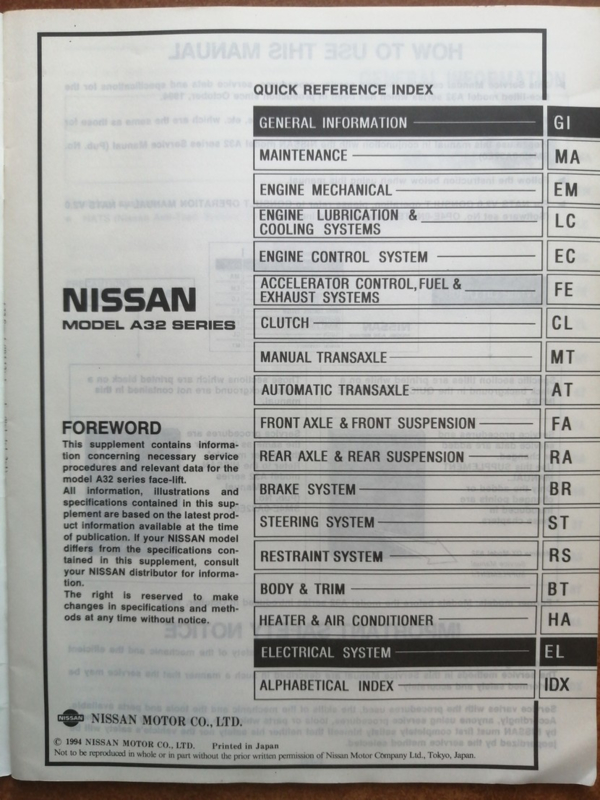 QUICK REFERENCE INDEX
GENERAL INFORMATION GI
MAINTENANCE MA
ENGINE MECHANICAL EM
ENGINE LUBRICATION &
COOLING SYSTEMS LC
ENGINE CONTROL SYSTEM EC
ACCELERATOR CONTROL, FUEL &
EXHAUST SYSTEMS FE
CLUTCH CL
MANUAL TRANSAXLE MT
AUTOMATIC TRANSAXLE AT
FRONT AXLE & FRONT SUSPENSION FA
REAR AXLE & REAR SUSPENSION RA
BRAKE SYSTEM BR
STEERING SYSTEM ST
RESTRAINT SYSTEM RS
BODY & TRIM BT
HEATER & AIR CONDITIONER HA
ELECTRICAL SYSTEM EL
ALPHABETICAL INDEX IDX
NISSAN
MODEL A32 SERIES
FOREWORD
This supplement contains informa-
tion concerning necessary service
procedures and relevant data for the
A32 series face-lift.
All information, illustrations and
specifications contained in this sup-
plement are based on the latest prod-
uct information available at the time
of publication. If your NISSAN model
differs from the specifications con-
tained in this supplement, consult
your NISSAN distributor for informa-
tion.
The right is reserved to make
changes in specifications and meth-
ods at any time without notice.
NISSAN NISSAN MOTOR CO., LTD.
© 1994 NISSAN MOTOR CO., LTD. Printed in Japan
Not to be reproduced in whole or in part without the prior written permission of Nissan Motor Company Ltd., Tokyo, Japan.